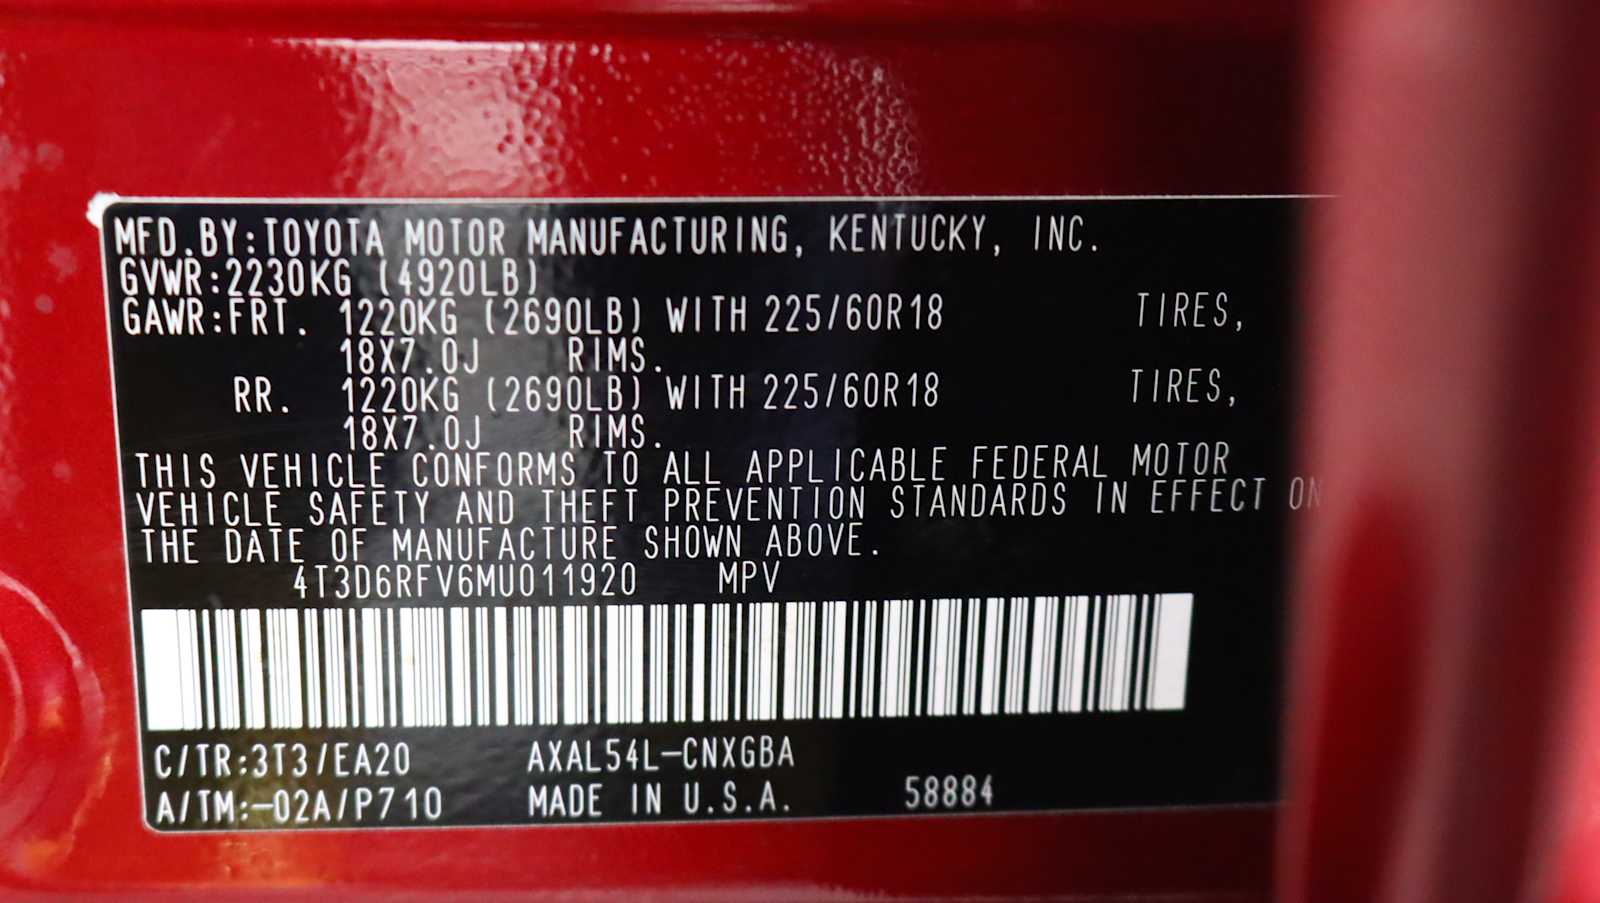 MFD.BY:TOYOTA MOTOR MANUFACTURING, KENTUCKY, INC.
GVWR:2230KG (4920LB)
GAWR:FRT. 1220KG (2690LB) WITH 225/60R18 TIRES,
18X7.0J RIMS.
RR. 1220KG (2690LB) WITH 225/60R18 TIRES,
18X7.0J RIMS.
THIS VEHICLE CONFORMS TO ALL APPLICABLE FEDERAL MOTOR
VEHICLE SAFETY AND THEFT PREVENTION STANDARDS IN EFFECT ON
THE DATE OF MANUFACTURE SHOWN ABOVE.
4T3D6RFV6MU011920 MPV
C/TR:3T3/EA20 AXAL54L-CNXGBA
A/TM:-02A/P710 MADE IN U.S.A. 58884